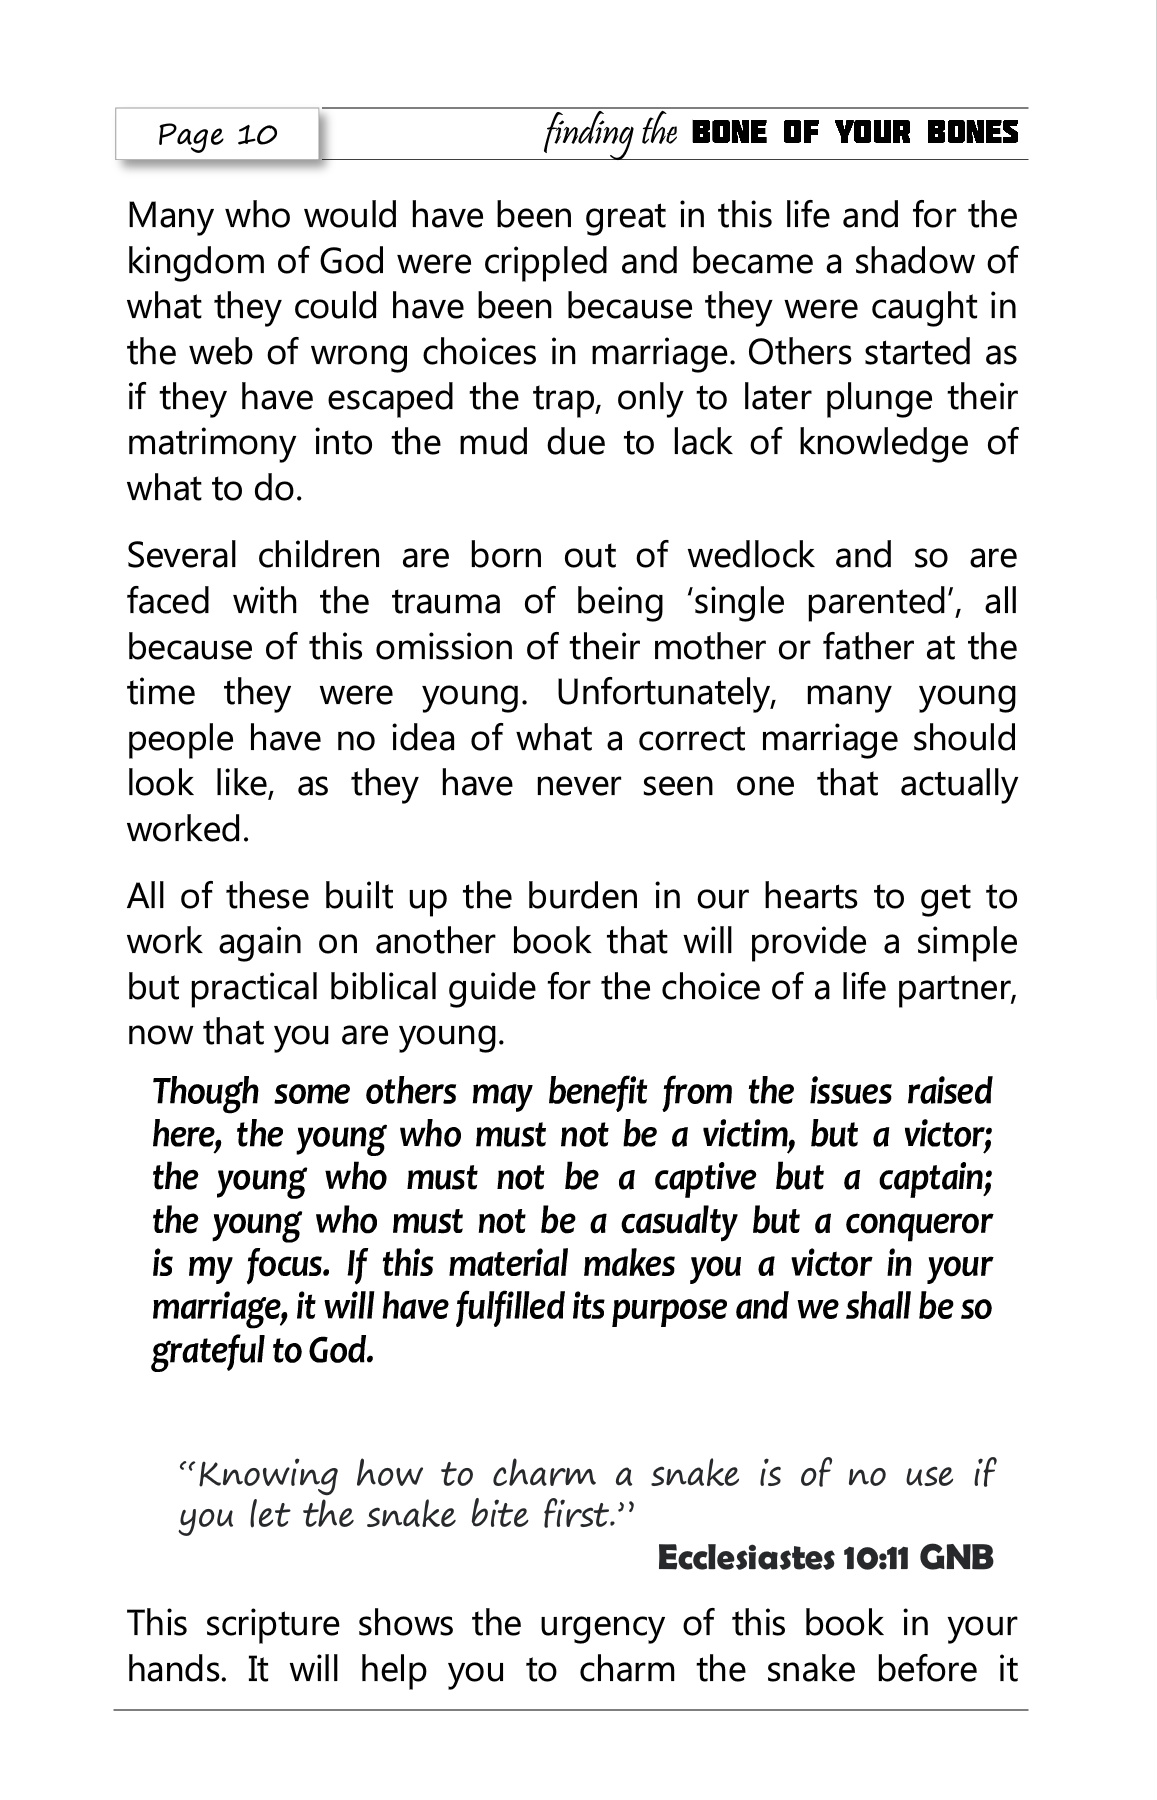 Page 10
finding the BONE OF YOUR BONES
Many who would have been great in this life and for the
kingdom of God were crippled and became a shadow of
what they could have been because they were caught in
the web of wrong choices in marriage. Others started as
if they have escaped the trap, only to later plunge their
matrimony into the mud due to lack of knowledge of
what to do.
Several children are born out of wedlock and so are
faced with the trauma of being ‘single parented’, all
because of this omission of their mother or father at the
time they were young. Unfortunately, many young
people have no idea of what a correct marriage should
look like, as they have never seen one that actually
worked.
All of these built up the burden in our hearts to get to
work again on another book that will provide a simple
but practical biblical guide for the choice of a life partner,
now that you are young.
Though some others may benefit from the issues raised
here, the young who must not be a victim, but a victor;
the young who must not be a captive but a captain;
the young who must not be a casualty but a conqueror
is my focus. If this material makes you a victor in your
marriage, it will have fulfilled its purpose and we shall be so
grateful to God.
“Knowing how to charm a snake is of no use if
you let the snake bite first.”
Ecclesiastes 10:11 GNB
This scripture shows the urgency of this book in your
hands. It will help you to charm the snake before it